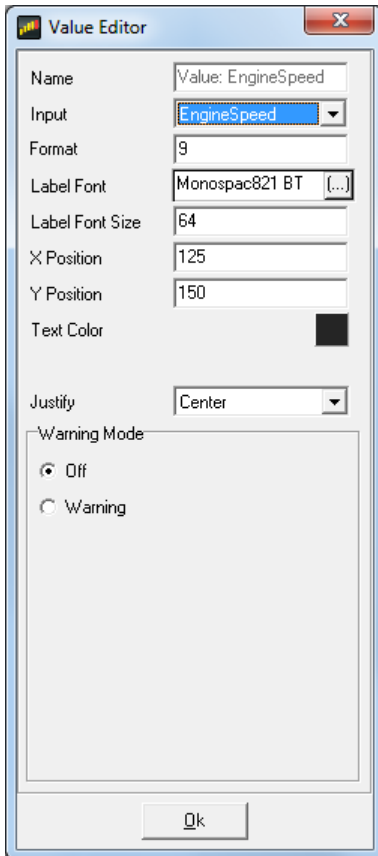 Value Editor
Name Value: EngineSpeed
Input EngineSpeed
Format 9
Label Font Monospac821 BT (...)
Label Font Size 64
X Position 125
Y Position 150
Text Color
Justify Center
Warning Mode
Off
Warning
Ok